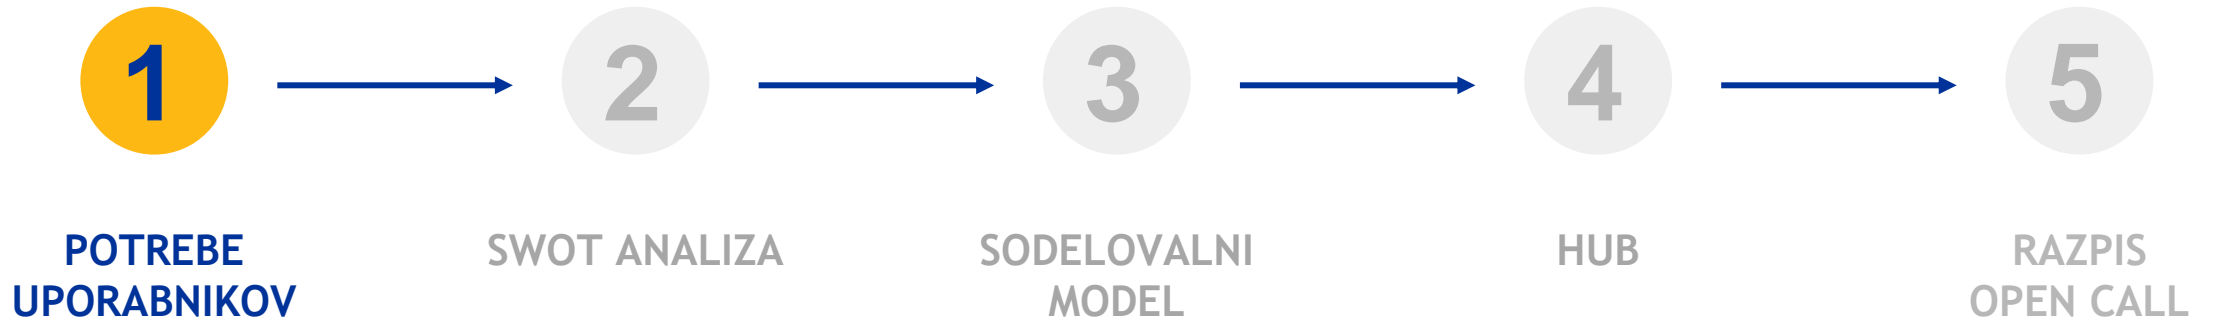 1
2
3
4
5
POTREBE
UPORABNIKOV
SWOT ANALIZA
SODELOVALNI
MODEL
HUB
RAZPIS
OPEN CALL